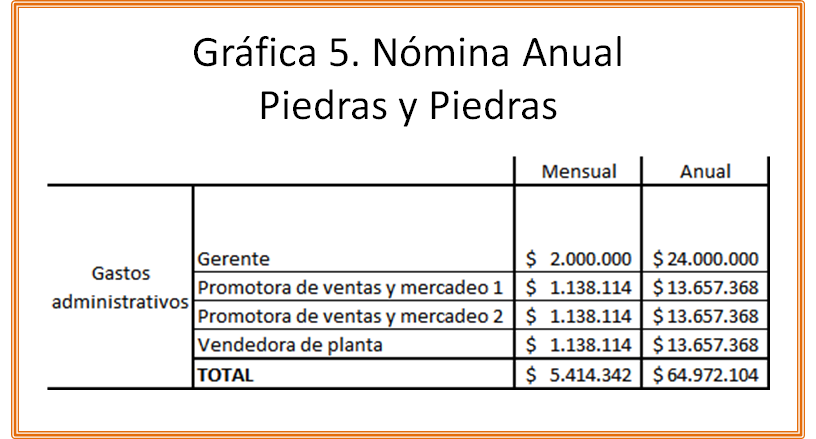 Gráfica 5. Nómina Anual
Piedras y Piedras
Mensual Anual
Gastos administrativos
Gerente $ 2.000.000 $ 24.000.000
Promotora de ventas y mercadeo 1 $ 1.138.114 $ 13.657.368
Promotora de ventas y mercadeo 2 $ 1.138.114 $ 13.657.368
Vendedora de planta $ 1.138.114 $ 13.657.368
TOTAL $ 5.414.342 $ 64.972.104